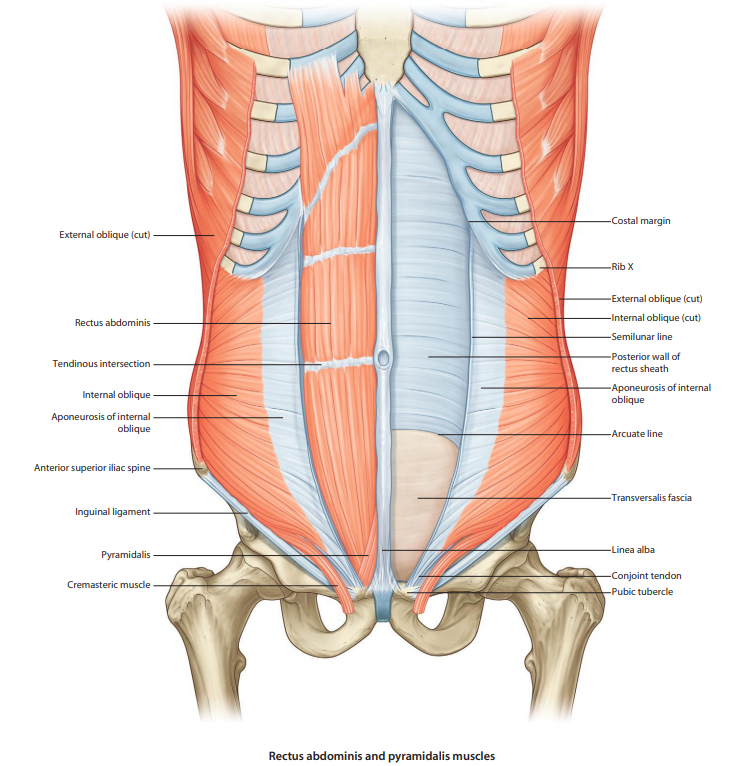 External oblique (cut)
Rectus abdominis
Tendinous intersection
Internal oblique
Aponeurosis of internal
oblique
Anterior superior iliac spine
Inguinal ligament
Pyramidalis
Cremasteric muscle
Costal margin
Rib X
External oblique (cut)
Internal oblique (cut)
Semilunar line
Posterior wall of
rectus sheath
Aponeurosis of internal
oblique
Arcuate line
Transversalis fascia
Linea alba
Conjoint tendon
Pubic tubercle
Rectus abdominis and pyramidalis muscles